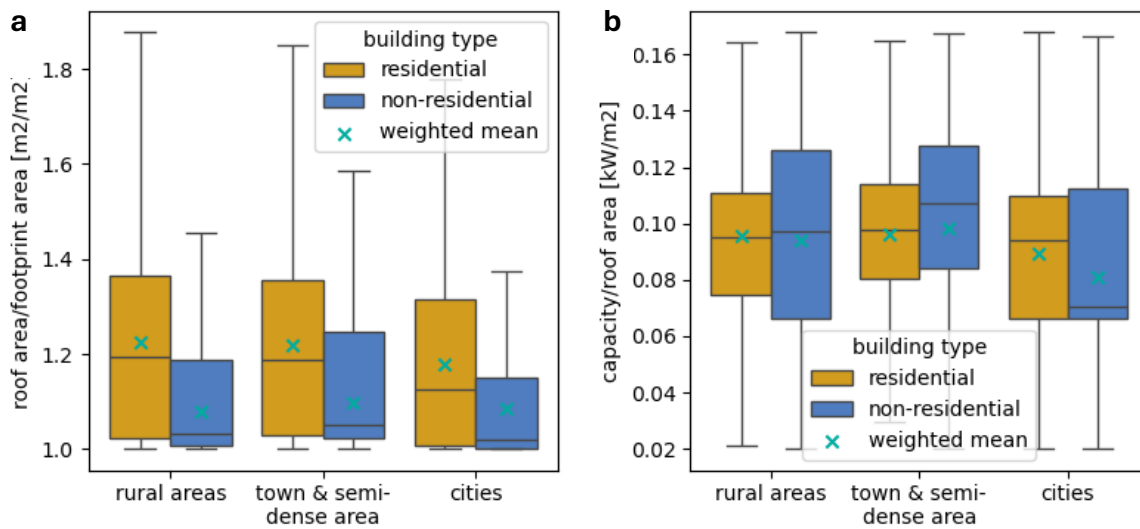 a
roof area/footprint area [m2/m2]
1.8
1.6
1.4
1.2
1.0
building type
residential
non-residential
weighted mean
rural areas
town & semi-
dense area
cities
b
capacity/roof area [kW/m2]
0.16
0.14
0.12
0.10
0.08
0.06
0.04
0.02
building type
residential
non-residential
weighted mean
rural areas
town & semi-
dense area
cities